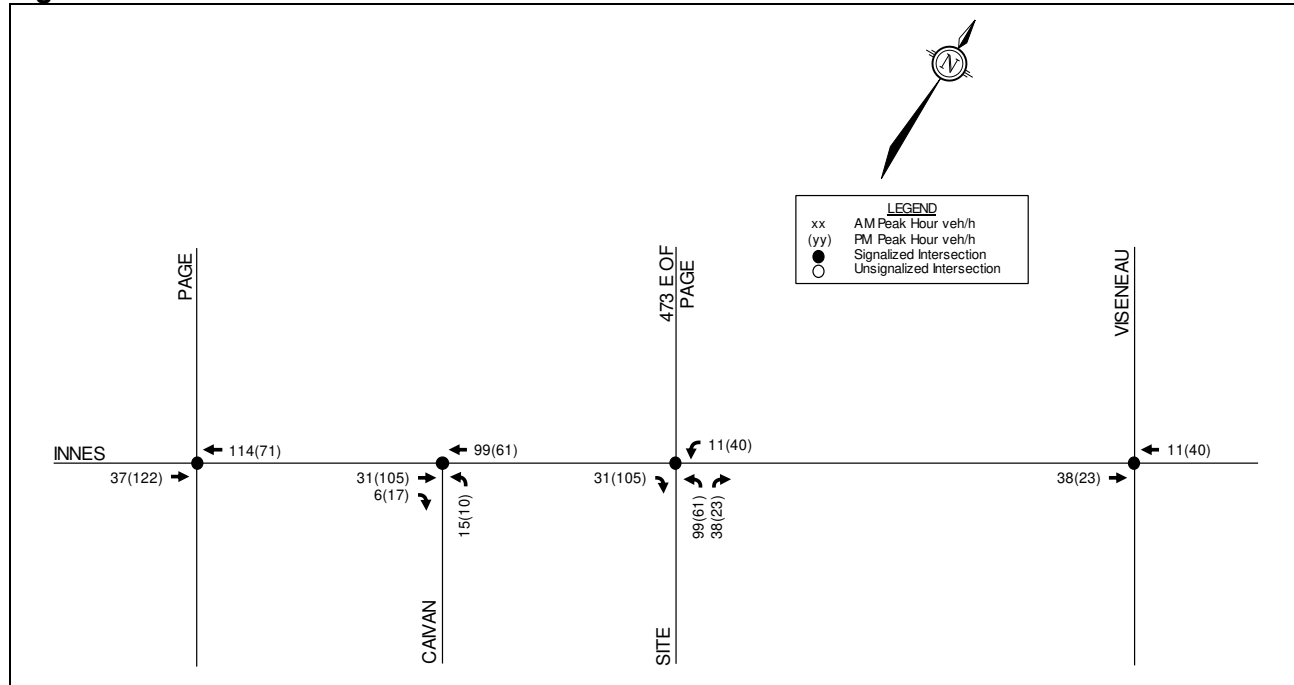 N
LEGEND
xx AM Peak Hour veh/h
(yy) PM Peak Hour veh/h
Signalized Intersection
Unsignalized Intersection
PAGE
473 E OF
PAGE
VISENEAU
INNES
114(71)
37(122)
99(61)
31(105)
6(17)
15(10)
11(40)
31(105)
99(61)
38(23)
11(40)
38(23)
CAIVAN
SITE